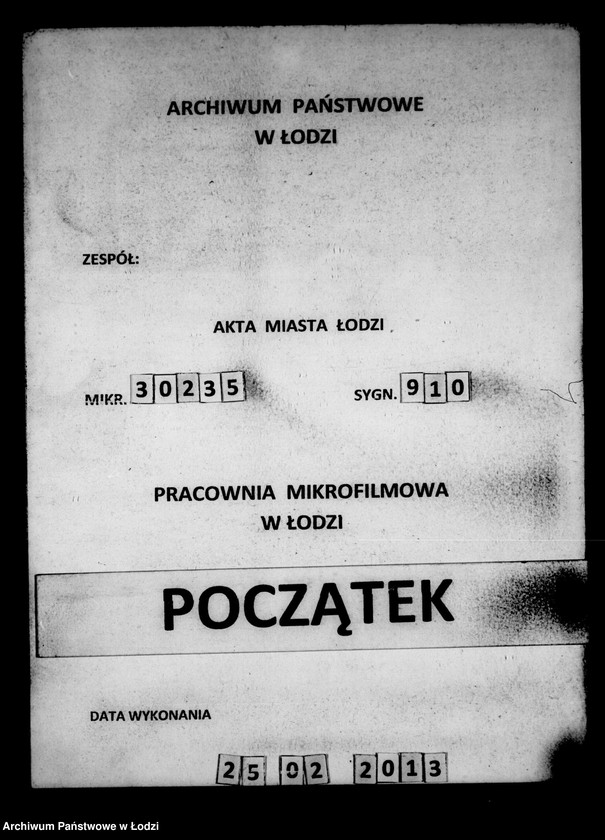 ARCHIWUM PAŃSTWOWE
W ŁODZI
ZESPÓŁ:
AKTA MIASTA ŁODZI
MIKR. 30235 SYGN. 910
PRACOWNIA MIKROFILMOWA
W ŁODZI
POCZĄTEK
DATA WYKONANIA
25 02 2013
Archiwum Państwowe w Łodzi